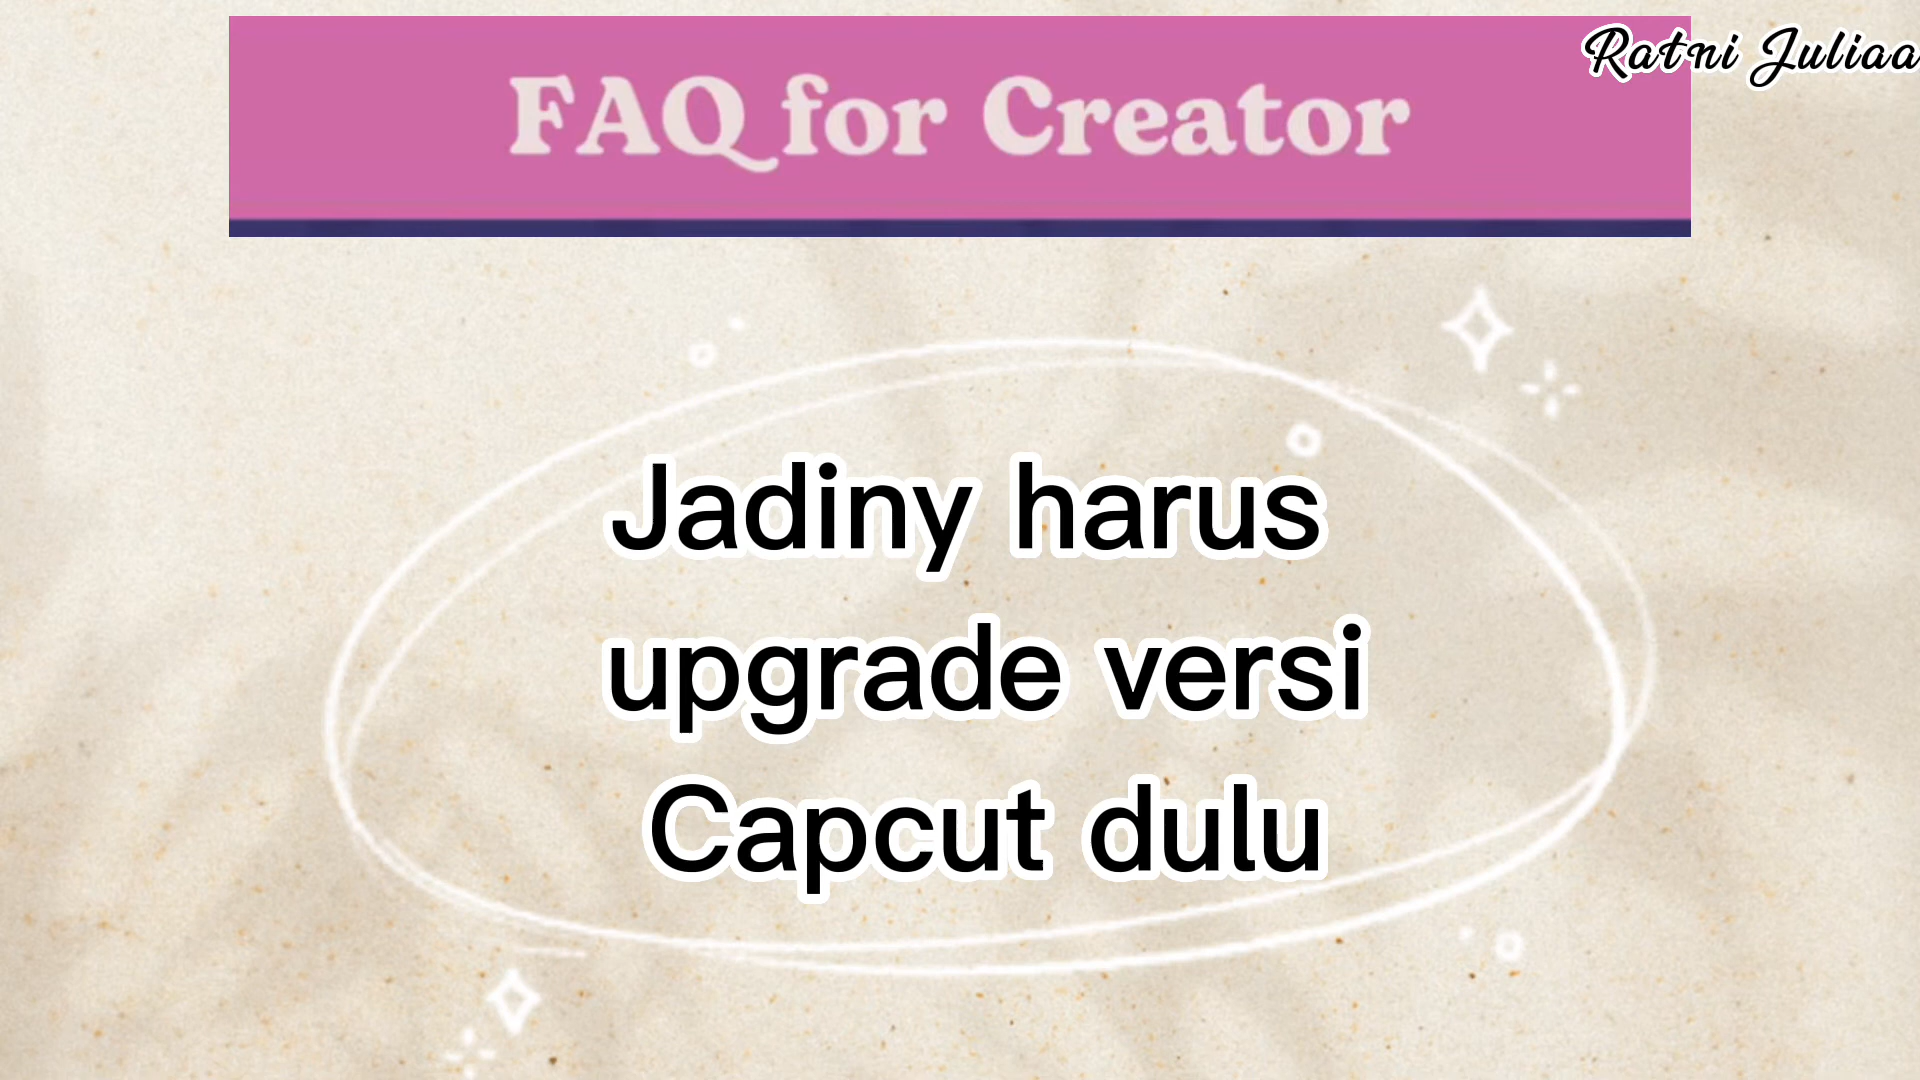 FAQ for Creator
Ratni Juliaa
Jadiny harus
upgrade versi
Capcut dulu